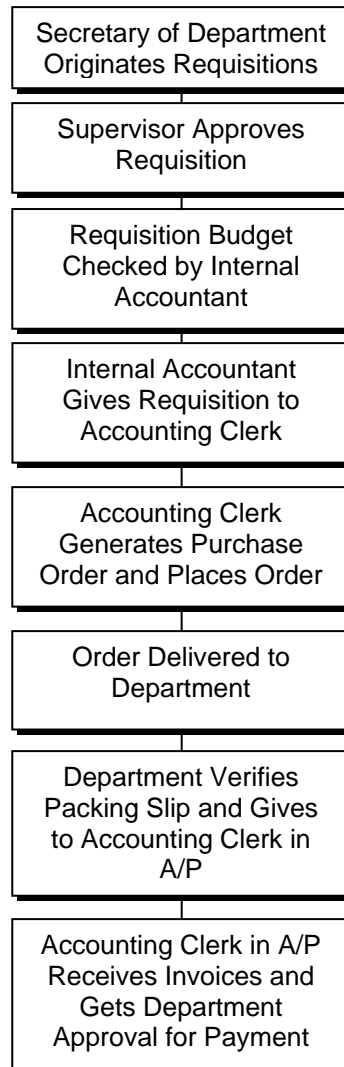 Secretary of Department
Originates Requisitions
Supervisor Approves
Requisition
Requisition Budget
Checked by Internal
Accountant
Internal Accountant
Gives Requisition to
Accounting Clerk
Accounting Clerk
Generates Purchase
Order and Places Order
Order Delivered to
Department
Department Verifies
Packing Slip and Gives
to Accounting Clerk in
A/P
Accounting Clerk in A/P
Receives Invoices and
Gets Department
Approval for Payment